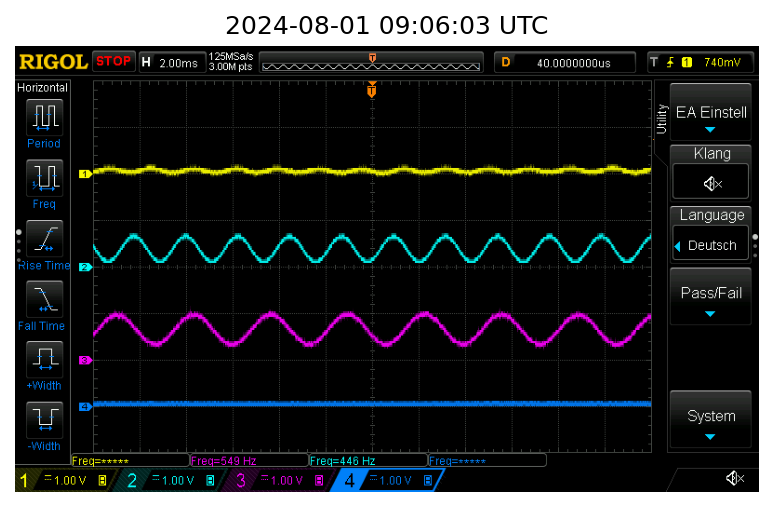 2024-08-01 09:06:03 UTC
RIGOL STOP H 2.00ms 125MSa/s 3.00M pts T D 40.0000000us T 1 740mV
Horizontal
Period
Freq
Rise Time
Fall Time
+Width
-Width
T
1
2
3
4
Utility
EA Einstell
Klang
Language
Deutsch
Pass/Fail
System
Freq=***** Freq=549 Hz Freq=446 Hz Freq=*****
1 1.00 V 2 1.00 V 3 1.00 V 4 1.00 V